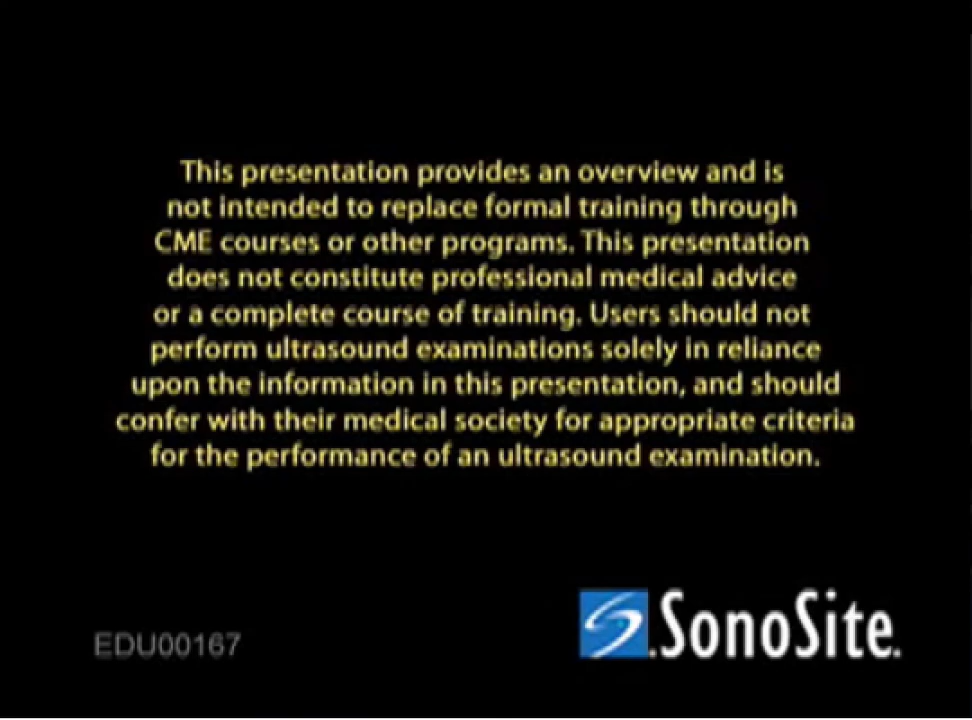 This presentation provides an overview and is
not intended to replace formal training through
CME courses or other programs. This presentation
does not constitute professional medical advice
or a complete course of training. Users should not
perform ultrasound examinations solely in reliance
upon the information in this presentation, and should
confer with their medical society for appropriate criteria
for the performance of an ultrasound examination.
EDU00167
SonoSite.